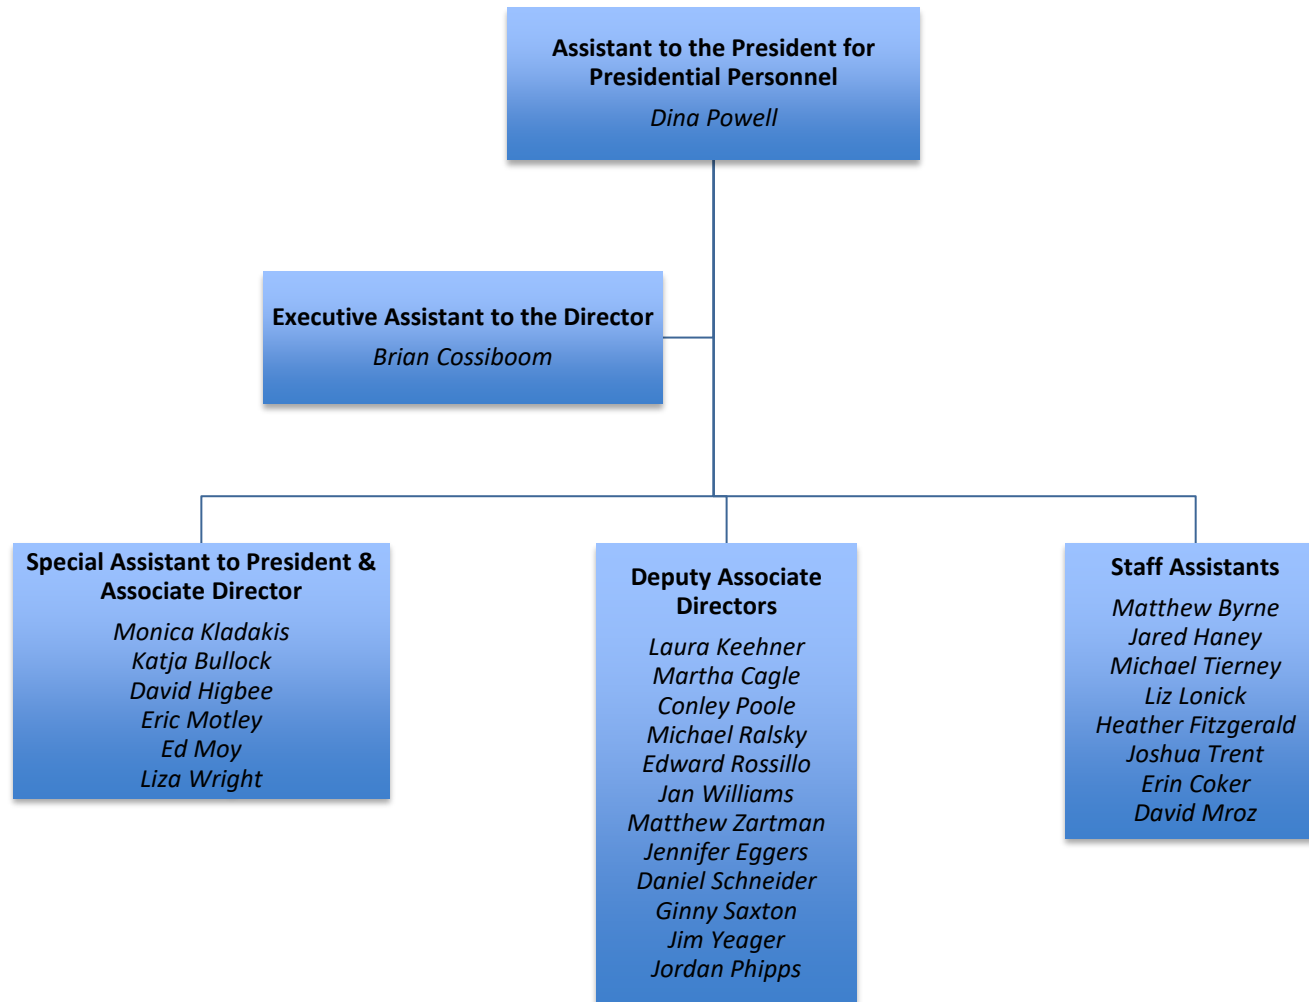 Assistant to the President for
Presidential Personnel
Dina Powell
Executive Assistant to the Director
Brian Cossiboom
Special Assistant to President &
Associate Director
Monica Kladakis
Katja Bullock
David Higbee
Eric Motley
Ed Moy
Liza Wright
Deputy Associate
Directors
Laura Keehner
Martha Cagle
Conley Poole
Michael Ralsky
Edward Rossillo
Jan Williams
Matthew Zartman
Jennifer Eggers
Daniel Schneider
Ginny Saxton
Jim Yeager
Jordan Phipps
Staff Assistants
Matthew Byrne
Jared Haney
Michael Tierney
Liz Lonick
Heather Fitzgerald
Joshua Trent
Erin Coker
David Mroz